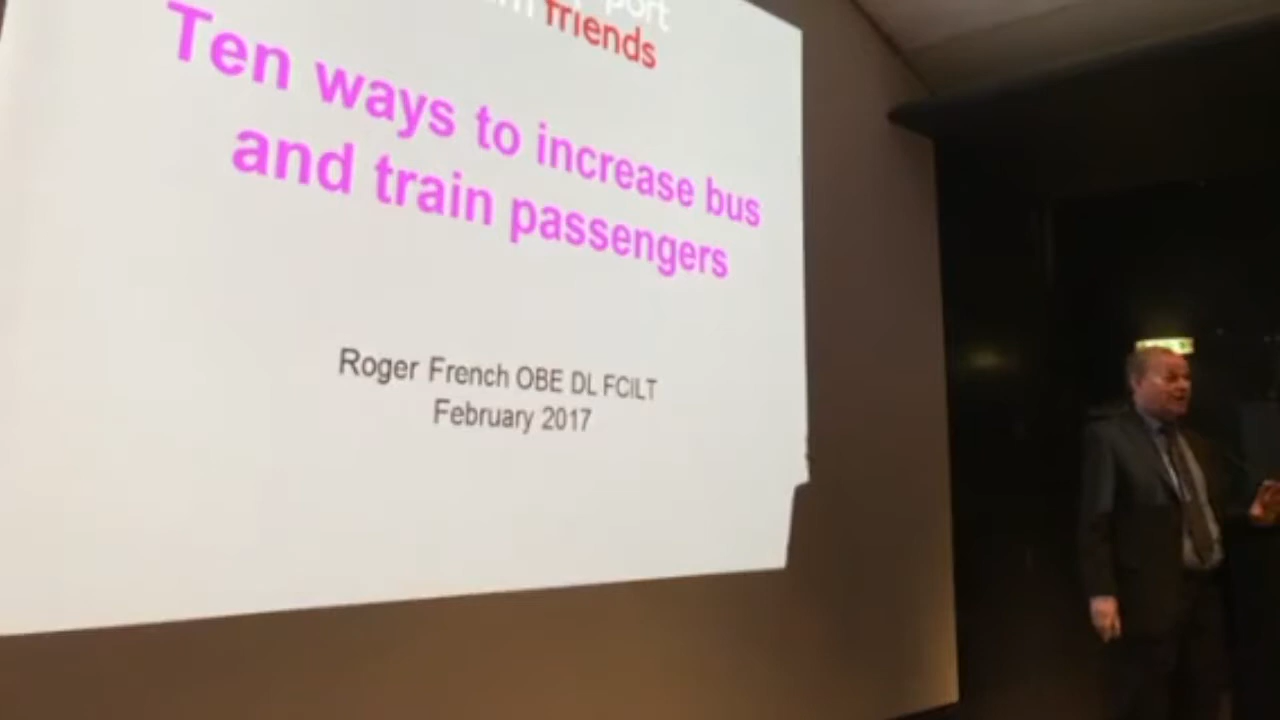 friends
Ten ways to increase bus
and train passengers
Roger French OBE DL FCILT
February 2017